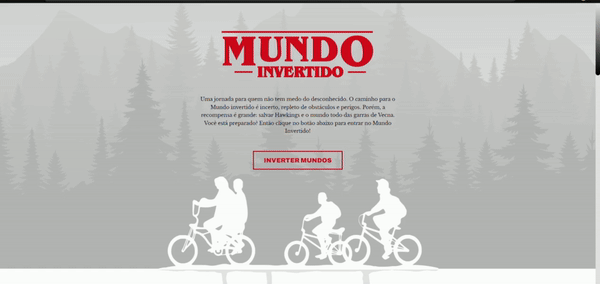 MUNDO
INVERTIDO
Uma jornada para quem não tem medo do desconhecido. O caminho para o
Mundo invertido é incerto, repleto de obstáculos e perigos. Porém, a
recompensa é grande: salvar Hawkings e o mundo todo das garras de Vecna.
Você está preparado? Então clique no botão abaixo para entrar no Mundo
Invertido!
INVERTER MUNDOS